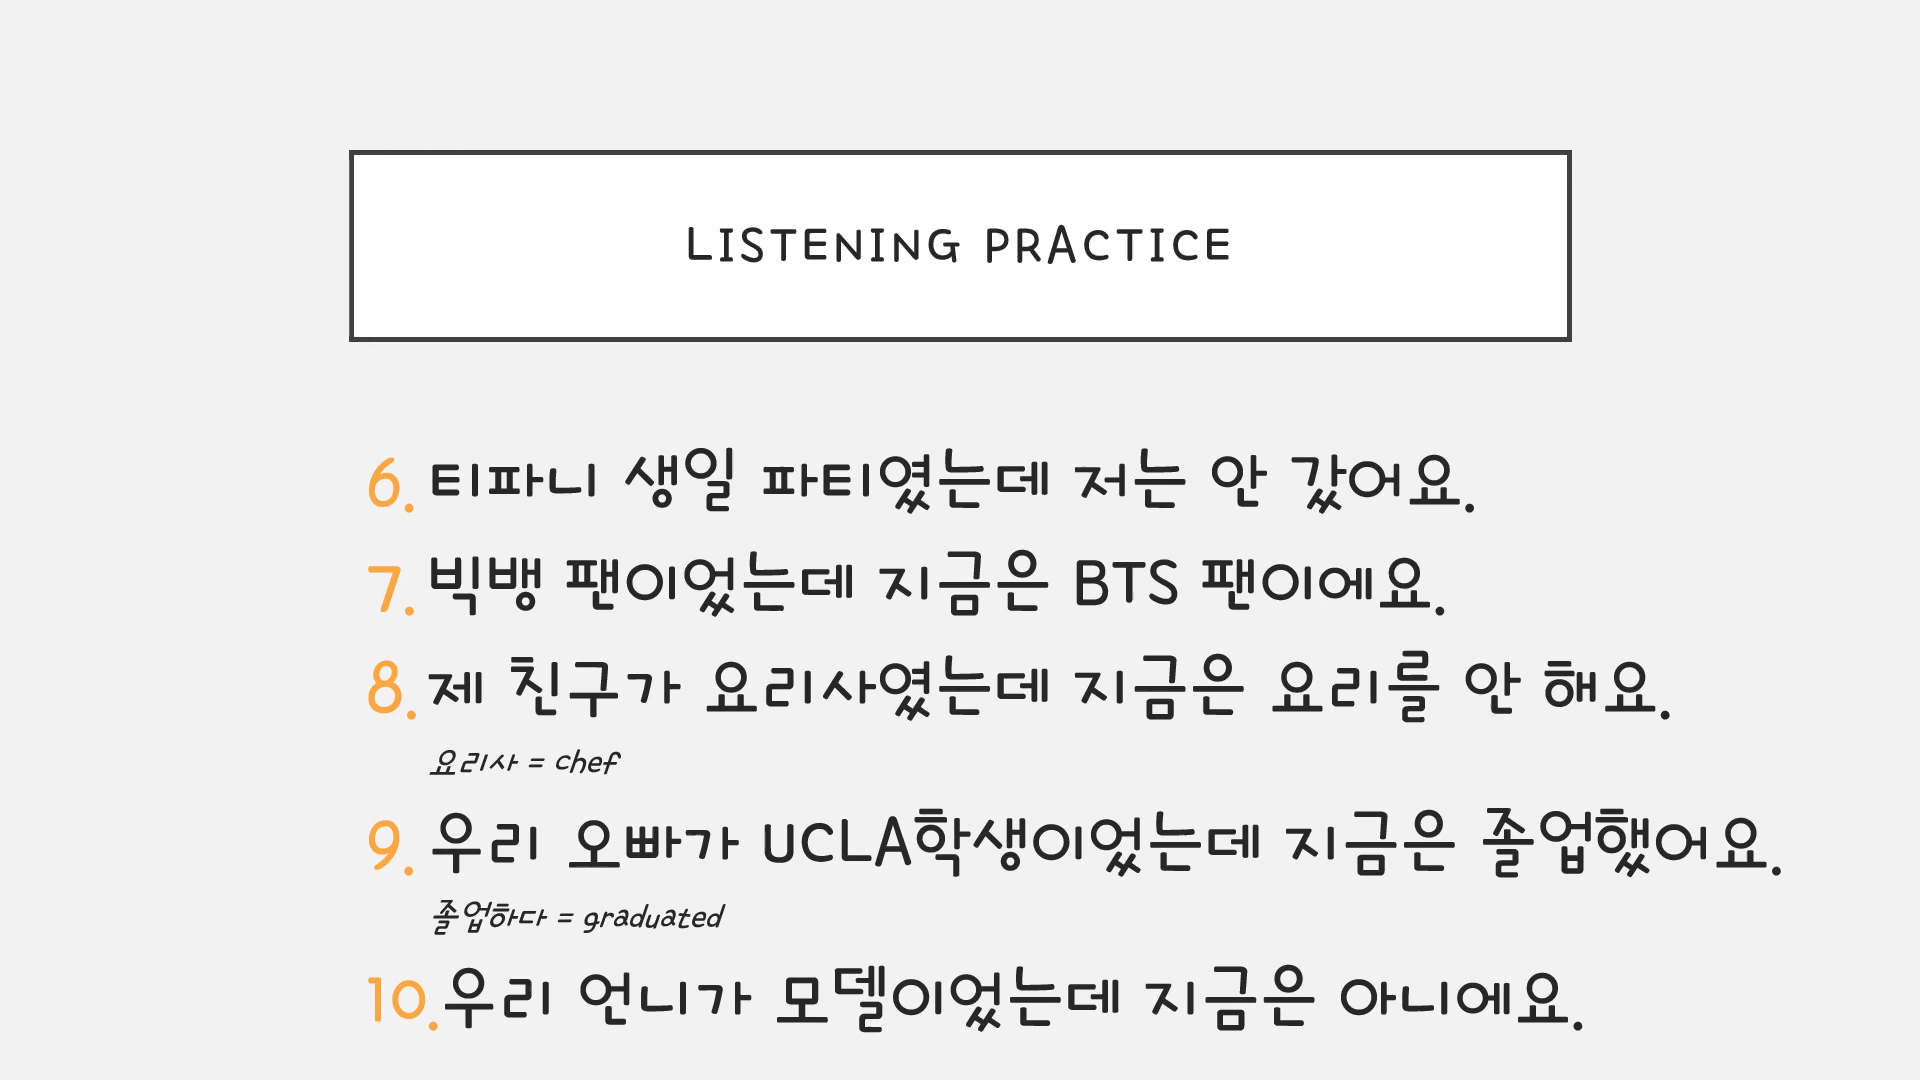 LISTENING PRACTICE
6. 티파니 생일 파티였는데 저는 안 갔어요.
7. 빅뱅 팬이었는데 지금은 BTS 팬이에요.
8. 제 친구가 요리사였는데 지금은 요리를 안 해요.
요리사 = chef
9. 우리 오빠가 UCLA학생이었는데 지금은 졸업했어요.
졸업하다 = graduated
10. 우리 언니가 모델이었는데 지금은 아니에요.